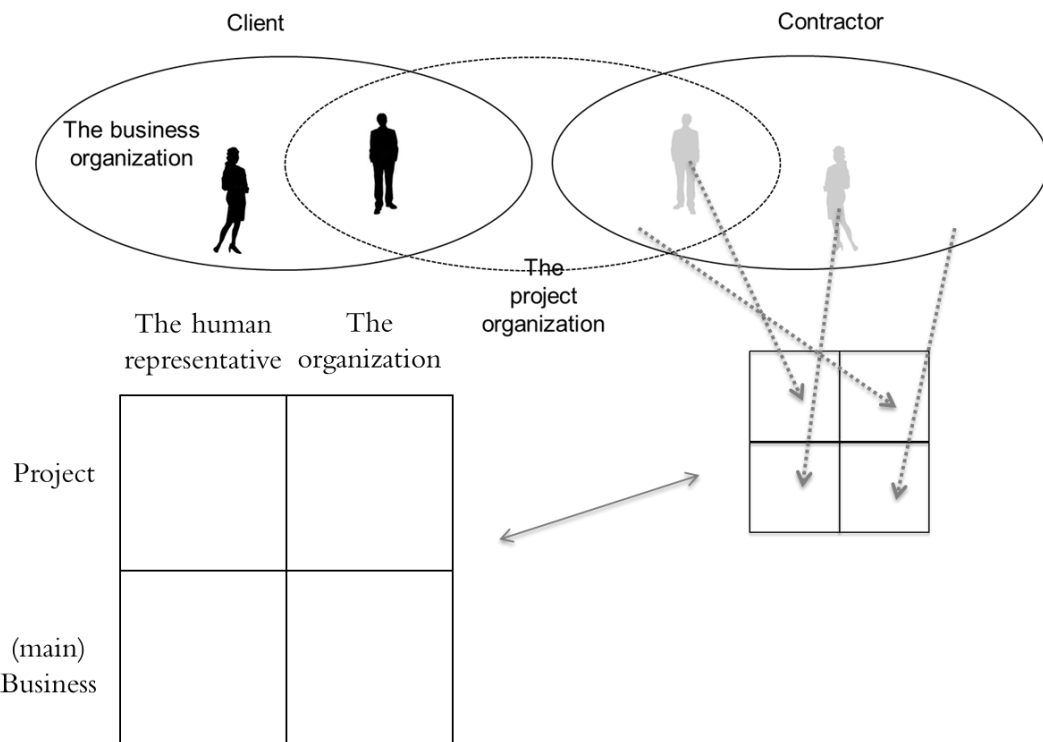 Client
Contractor
The business
organization
The
project
organization
The human
representative
The
organization
Project
(main)
Business